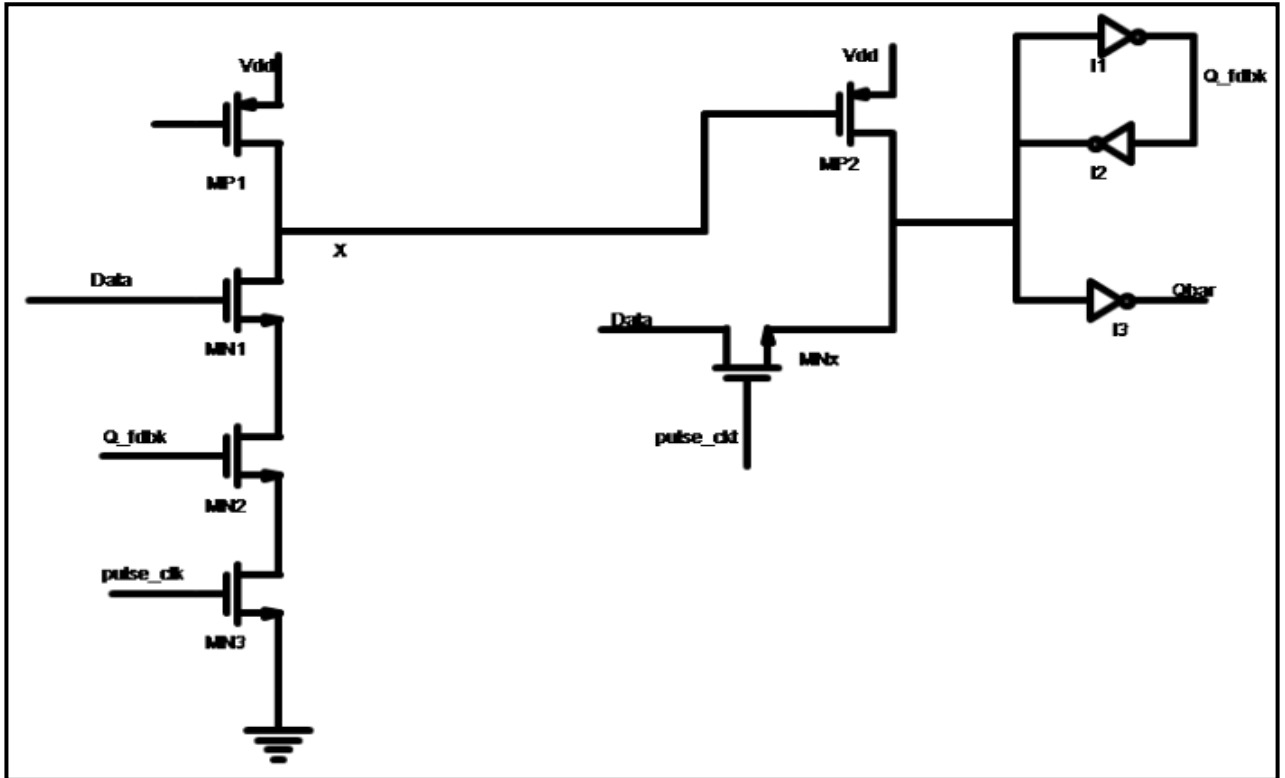 Vdd
MP1
X
Data
MN1
Q_fdbk
MN2
pulse_clk
MN3
Vdd
MP2
Data
MNx
pulse_ckt
I1
Q_fdbk
I2
Qbar
I3